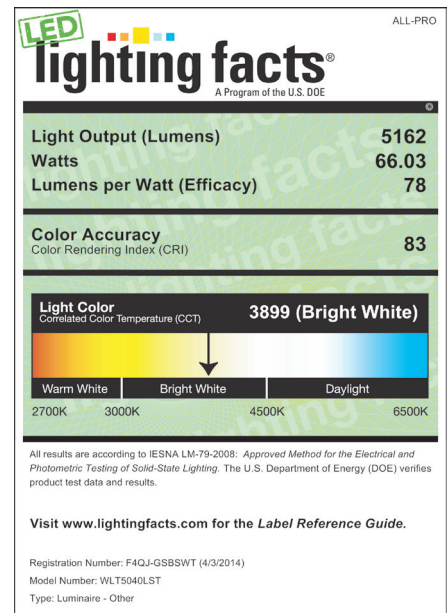 ALL-PRO
LED
lighting facts®
A Program of the U.S. DOE
Light Output (Lumens) 5162
Watts 66.03
Lumens per Watt (Efficacy) 78
Color Accuracy
Color Rendering Index (CRI) 83
Light Color
Correlated Color Temperature (CCT) 3899 (Bright White)
Warm White Bright White Daylight
2700K 3000K 4500K 6500K
All results are according to IESNA LM-79-2008: Approved Method for the Electrical and
Photometric Testing of Solid-State Lighting. The U.S. Department of Energy (DOE) verifies
product test data and results.
Visit www.lightingfacts.com for the Label Reference Guide.
Registration Number: F4QJ-GSBSWT (4/3/2014)
Model Number: WLT5040LST
Type: Luminaire - Other